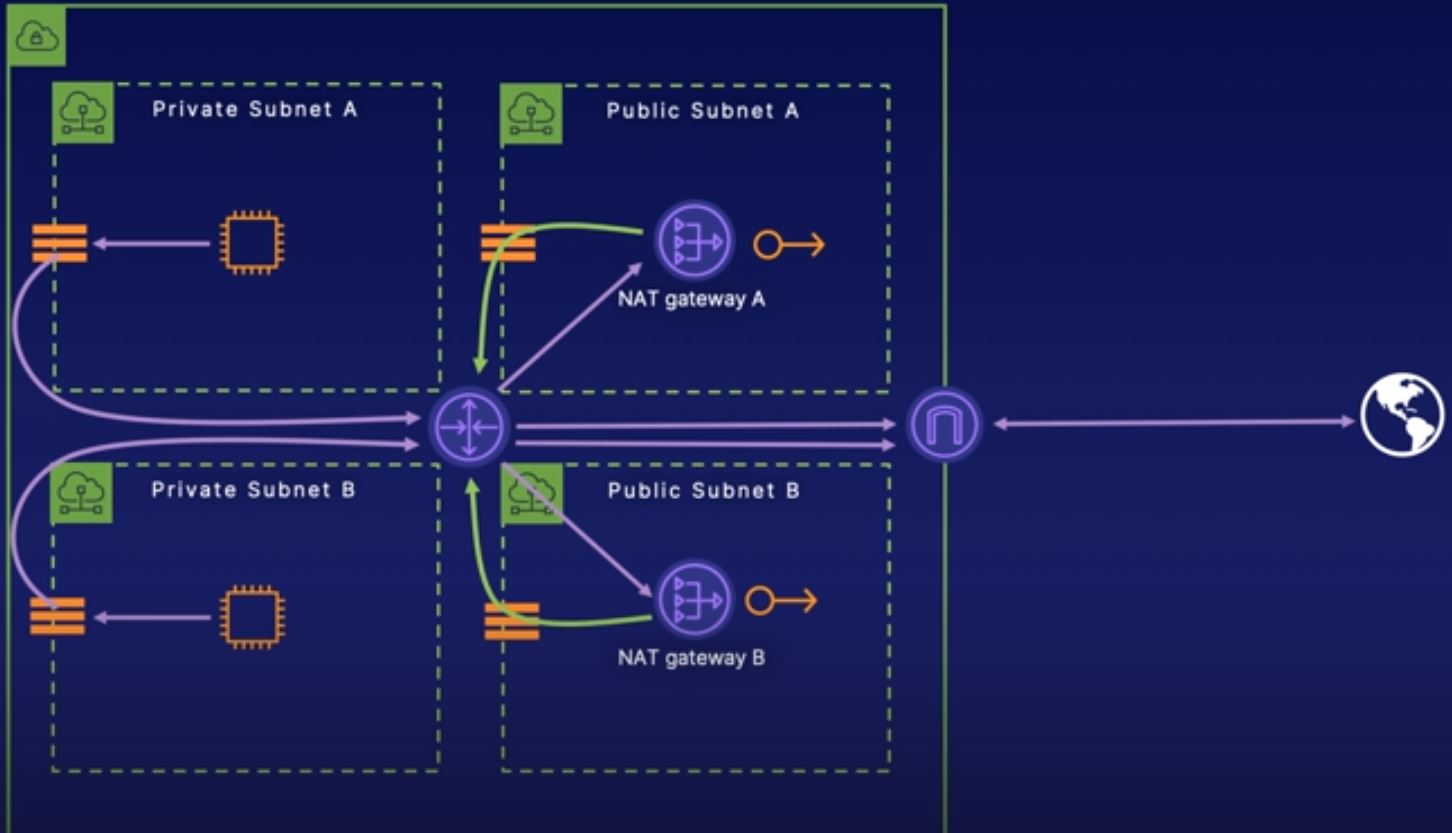 Private Subnet A
Public Subnet A
NAT gateway A
Private Subnet B
Public Subnet B
NAT gateway B